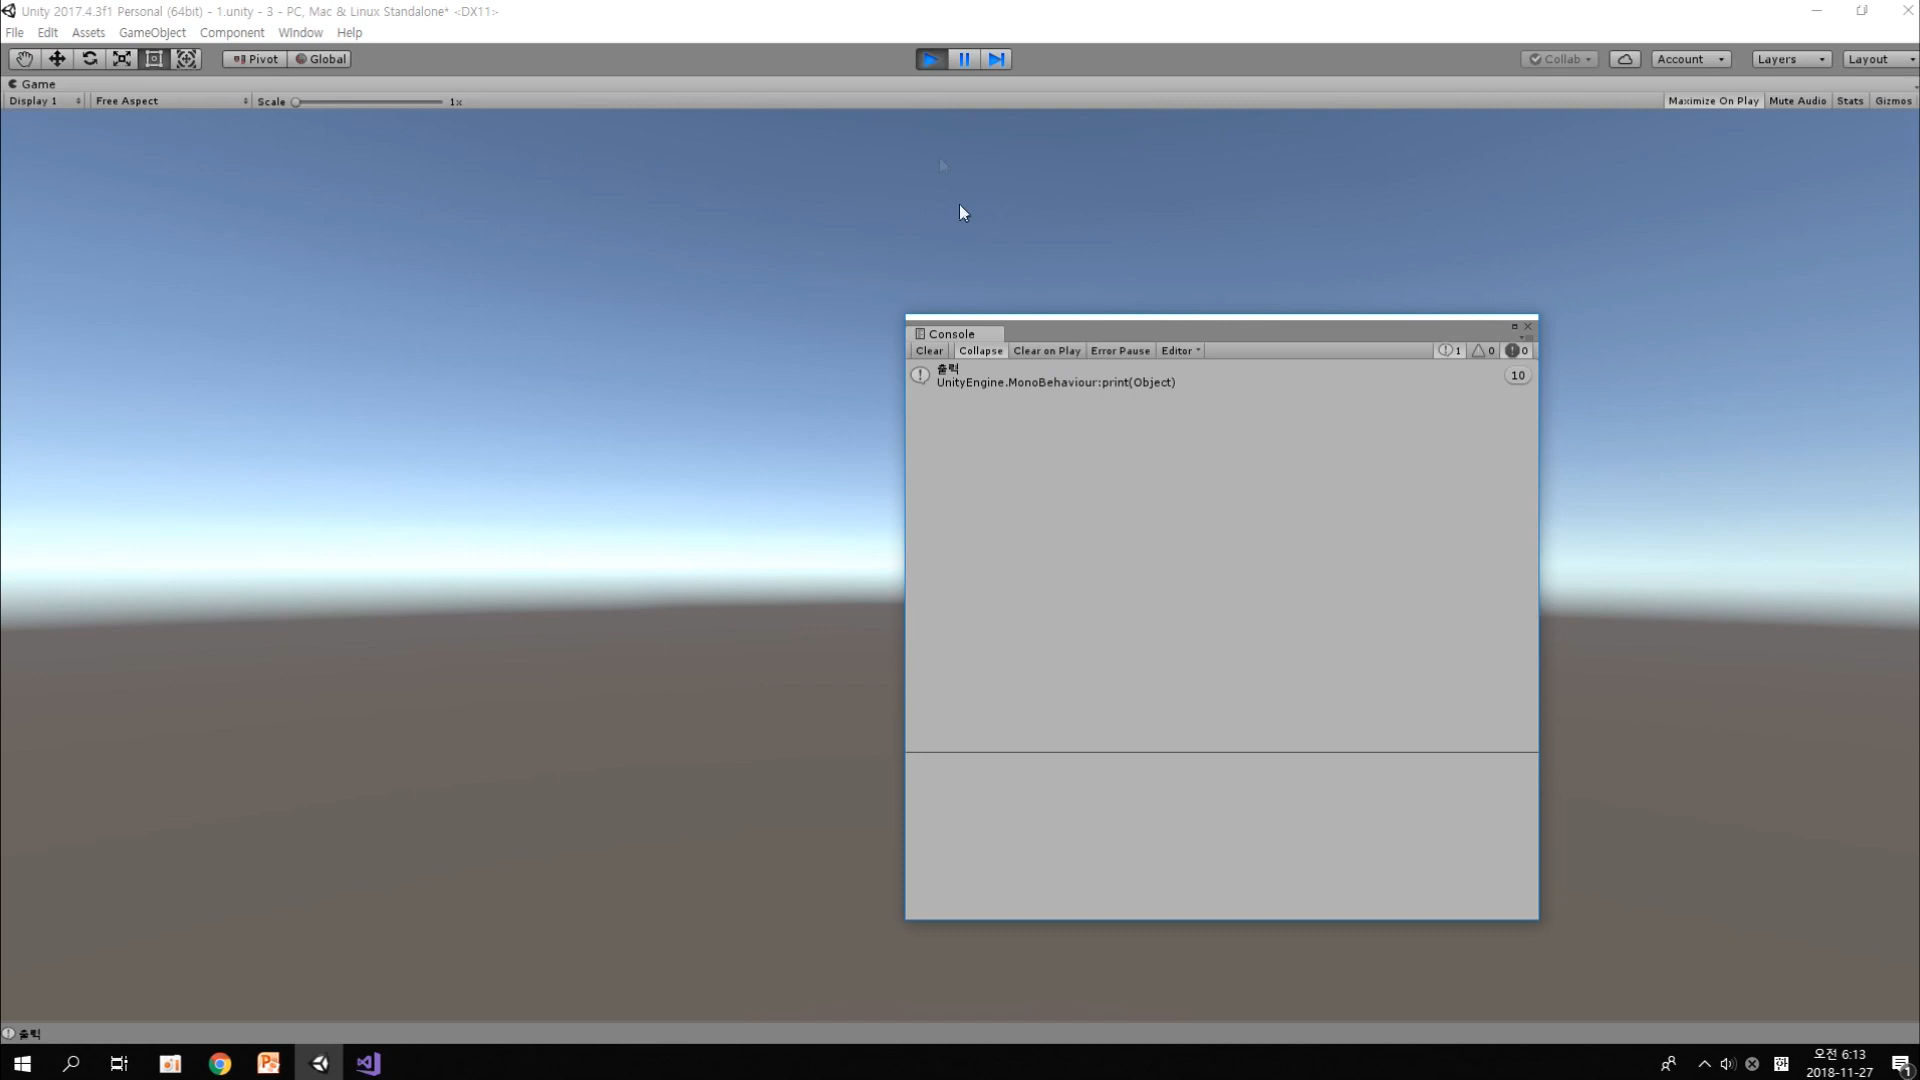 Unity 2017.4.3f1 Personal (64bit) - 1.unity - 3 - PC, Mac & Linux Standalone* <DX11>
File Edit Assets GameObject Component Window Help
Pivot Global Collab Account Layers Layout
Game
Display 1 Free Aspect Scale 1x Maximize On Play Mute Audio Stats Gizmos
Console
Clear Collapse Clear on Play Error Pause Editor 1 0 0
출력
UnityEngine.MonoBehaviour:print(Object)
10
출력
오전 6:13
2018-11-27
1